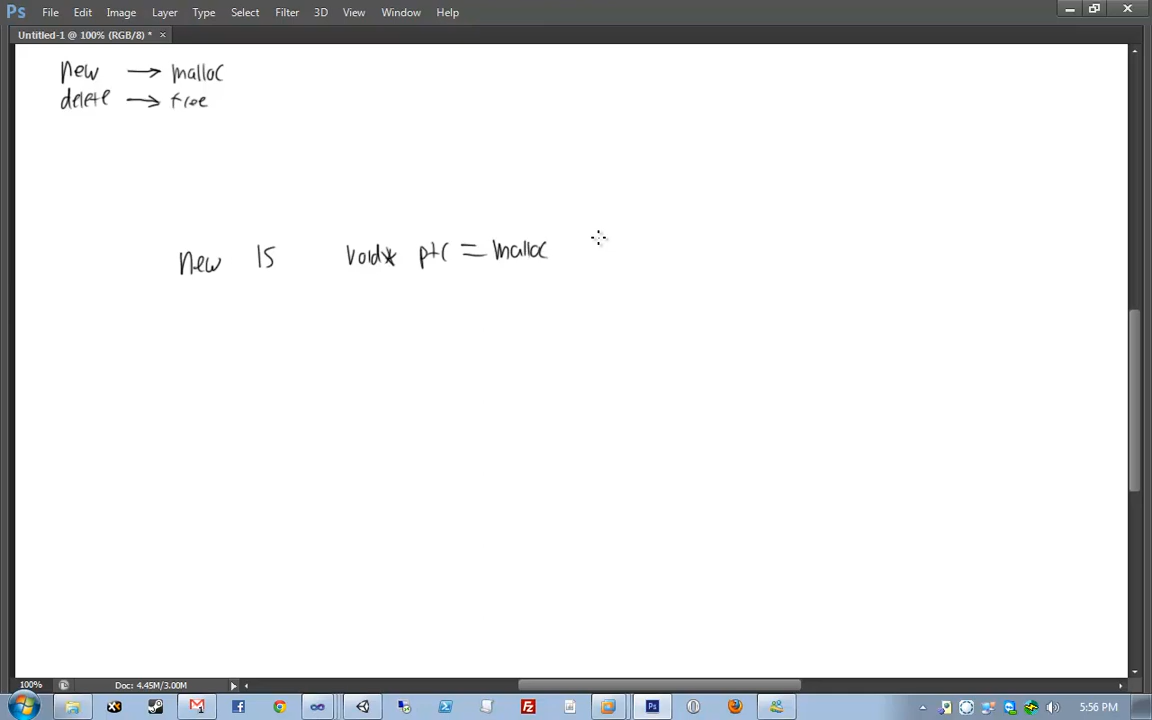 Ps File Edit Image Layer Type Select Filter 3D View Window Help
Untitled-1 @ 100% (RGB/8) * ×
new → malloc
delete → free
new is void* ptr = malloc
100% Doc: 4.45M/3.00M
5:56 PM